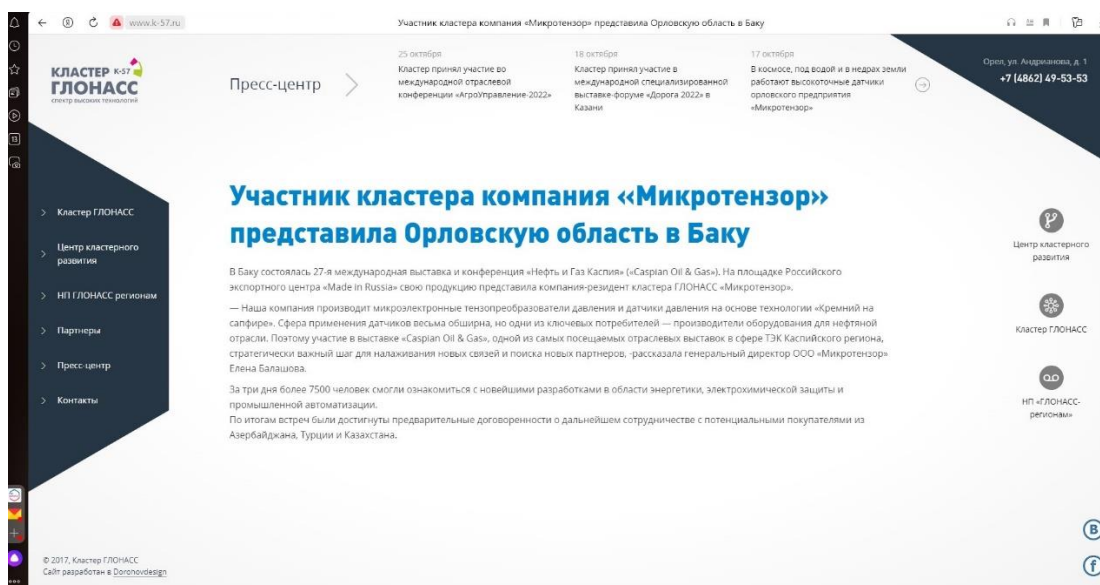 www.k-57.ru
Участник кластера компания «Микротензор» представила Орловскую область в Баку
КЛАСТЕР К-57
ГЛОНАСС
спектр высоких технологий
Пресс-центр
25 октября
Кластер принял участие во
международной отраслевой
конференции «АгроУправление-2022»
18 октября
Кластер принял участие в
международной специализированной
выставке-форуме «Дорога 2022» в
Казани
17 октября
В космосе, под водой и в недрах земли
работают высокоточные датчики
орловского предприятия
«Микротензор»
Орел, ул. Андрианова, д. 1
+7 (4862) 49-53-53
Кластер ГЛОНАСС
Центр кластерного
развития
НП ГЛОНАСС регионам
Партнеры
Пресс-центр
Контакты
Участник кластера компания «Микротензор»
представила Орловскую область в Баку
В Баку состоялась 27-я международная выставка и конференция «Нефть и Газ Каспия» («Caspian Oil & Gas»). На площадке Российского
экспортного центра «Made in Russia» свою продукцию представила компания-резидент кластера ГЛОНАСС «Микротензор».
— Наша компания производит микроэлектронные тензопреобразователи давления и датчики давления на основе технологии «Кремний на
сапфире». Сфера применения датчиков весьма обширна, но одни из ключевых потребителей — производители оборудования для нефтяной
отрасли. Поэтому участие в выставке «Caspian Oil & Gas», одной из самых посещаемых отраслевых выставок в сфере ТЭК Каспийского региона,
стратегически важный шаг для налаживания новых связей и поиска новых партнеров, -рассказала генеральный директор ООО «Микротензор»
Елена Балашова.
За три дня более 7500 человек смогли ознакомиться с новейшими разработками в области энергетики, электрохимической защиты и
промышленной автоматизации.
По итогам встреч были достигнуты предварительные договоренности о дальнейшем сотрудничестве с потенциальными покупателями из
Азербайджана, Турции и Казахстана.
Центр кластерного
развития
Кластер ГЛОНАСС
НП «ГЛОНАСС-
регионам»
© 2017, Кластер ГЛОНАСС
Сайт разработан в Doronovdesign